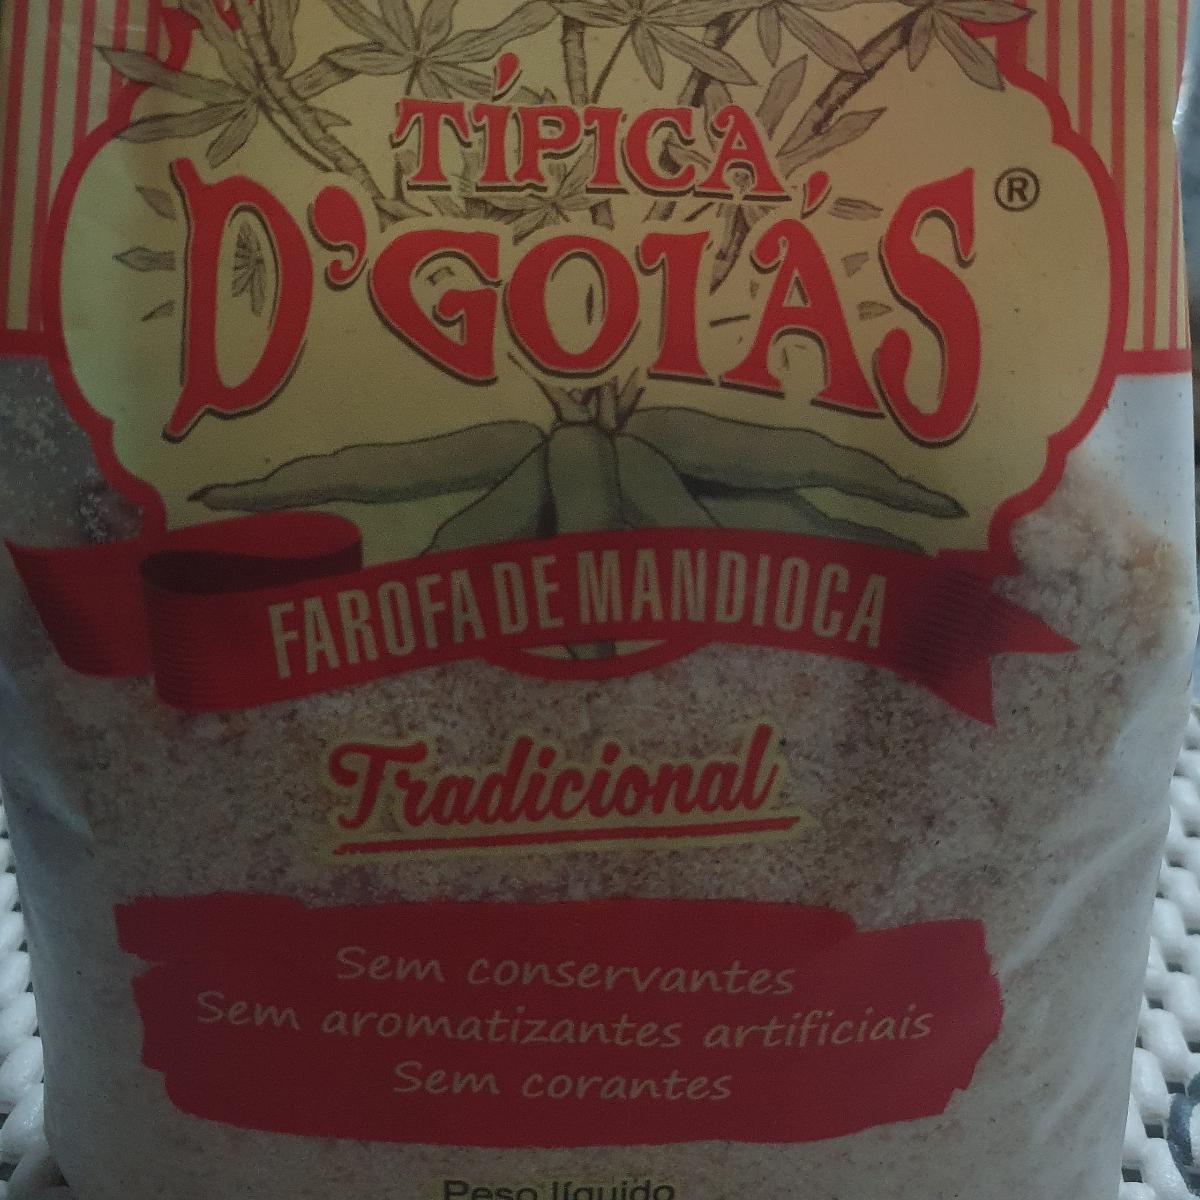 TÍPICA
D'GOIÁS®
FAROFA DE MANDIOCA
Tradicional
Sem conservantes
Sem aromatizantes artificiais
Sem corantes
Peso líquido